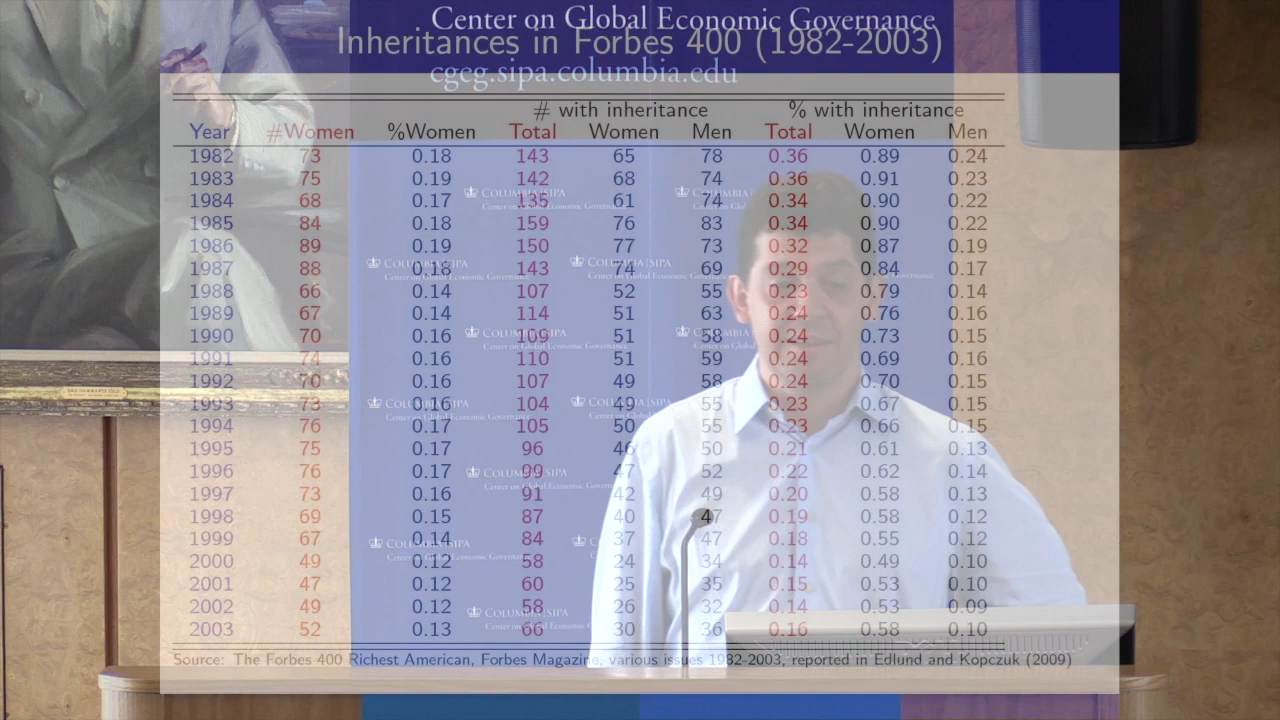 Center on Global Economic Governance
Inheritances in Forbes 400 (1982-2003)
cgeg.sipa.columbia.edu
# with inheritance % with inheritance
Year #Women %Women Total Women Men Total Women Men
1982 73 0.18 143 65 78 0.36 0.89 0.24
1983 75 0.19 142 68 74 0.36 0.91 0.23
1984 68 0.17 135 61 74 0.34 0.90 0.22
1985 84 0.18 159 76 83 0.34 0.90 0.22
1986 89 0.19 150 77 73 0.32 0.87 0.19
1987 88 0.18 143 74 69 0.29 0.84 0.17
1988 66 0.14 107 52 55 0.23 0.79 0.14
1989 67 0.14 114 51 63 0.24 0.76 0.16
1990 70 0.16 109 51 58 0.24 0.73 0.15
1991 74 0.16 110 51 59 0.24 0.69 0.16
1992 70 0.16 107 49 58 0.24 0.70 0.15
1993 73 0.16 104 49 55 0.23 0.67 0.15
1994 76 0.17 105 50 55 0.23 0.66 0.15
1995 75 0.17 96 46 50 0.21 0.61 0.13
1996 76 0.17 99 47 52 0.22 0.62 0.14
1997 73 0.16 91 42 49 0.20 0.58 0.13
1998 69 0.15 87 40 47 0.19 0.58 0.12
1999 67 0.14 84 37 47 0.18 0.55 0.12
2000 49 0.12 58 24 34 0.14 0.49 0.10
2001 47 0.12 60 25 35 0.15 0.53 0.10
2002 49 0.12 58 26 32 0.14 0.53 0.09
2003 52 0.13 66 30 36 0.16 0.58 0.10
Source: The Forbes 400 Richest American, Forbes Magazine, various issues 1982-2003, reported in Edlund and Kopczuk (2009)
COLUMBIA | SIPA
Center on Global Economic Governance